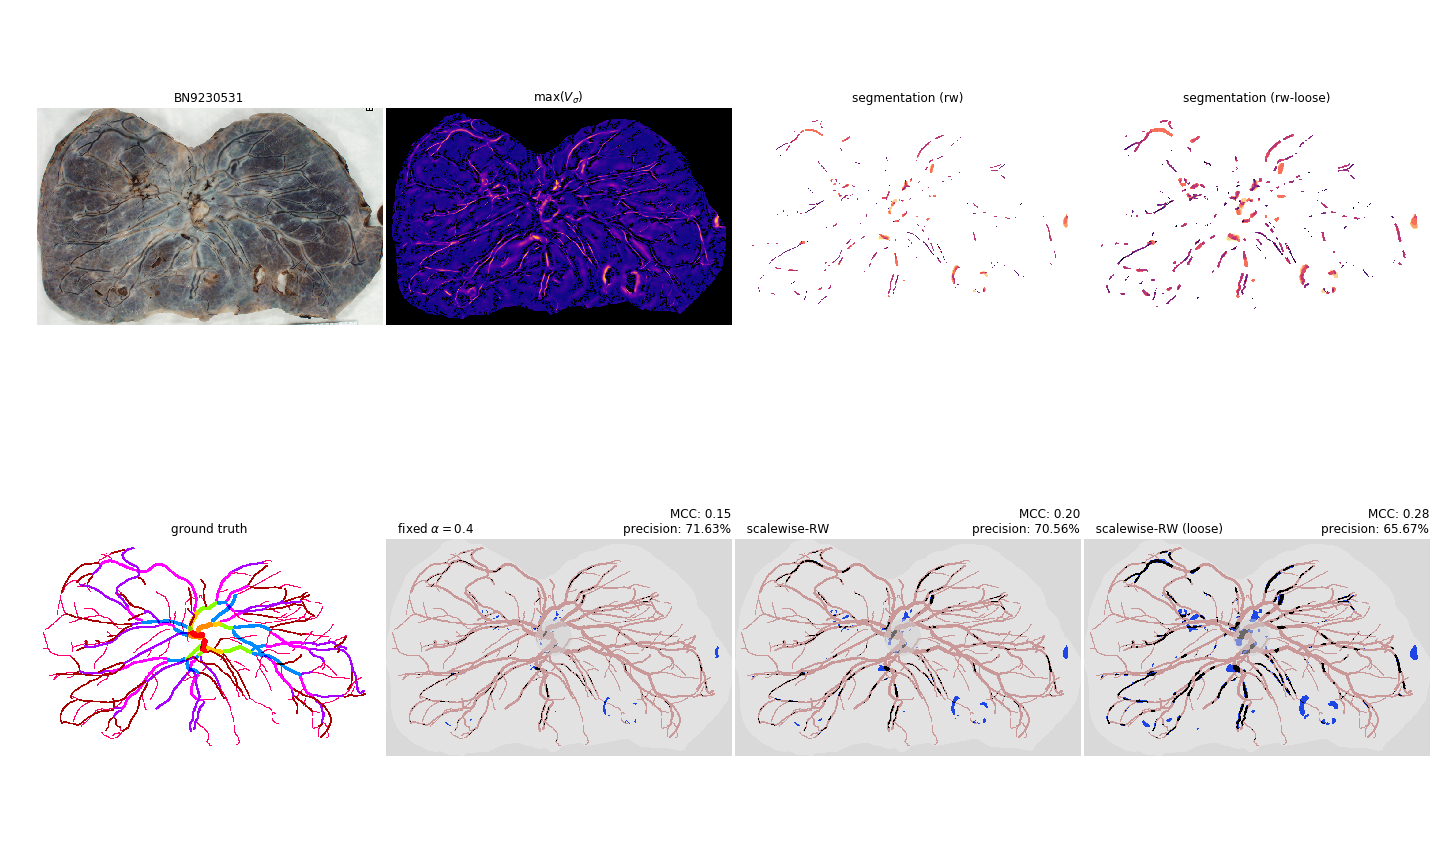 BN9230531
max(V_σ)
segmentation (rw)
segmentation (rw-loose)
ground truth
fixed α = 0.4
MCC: 0.15
precision: 71.63%
scalewise-RW
MCC: 0.20
precision: 70.56%
scalewise-RW (loose)
MCC: 0.28
precision: 65.67%